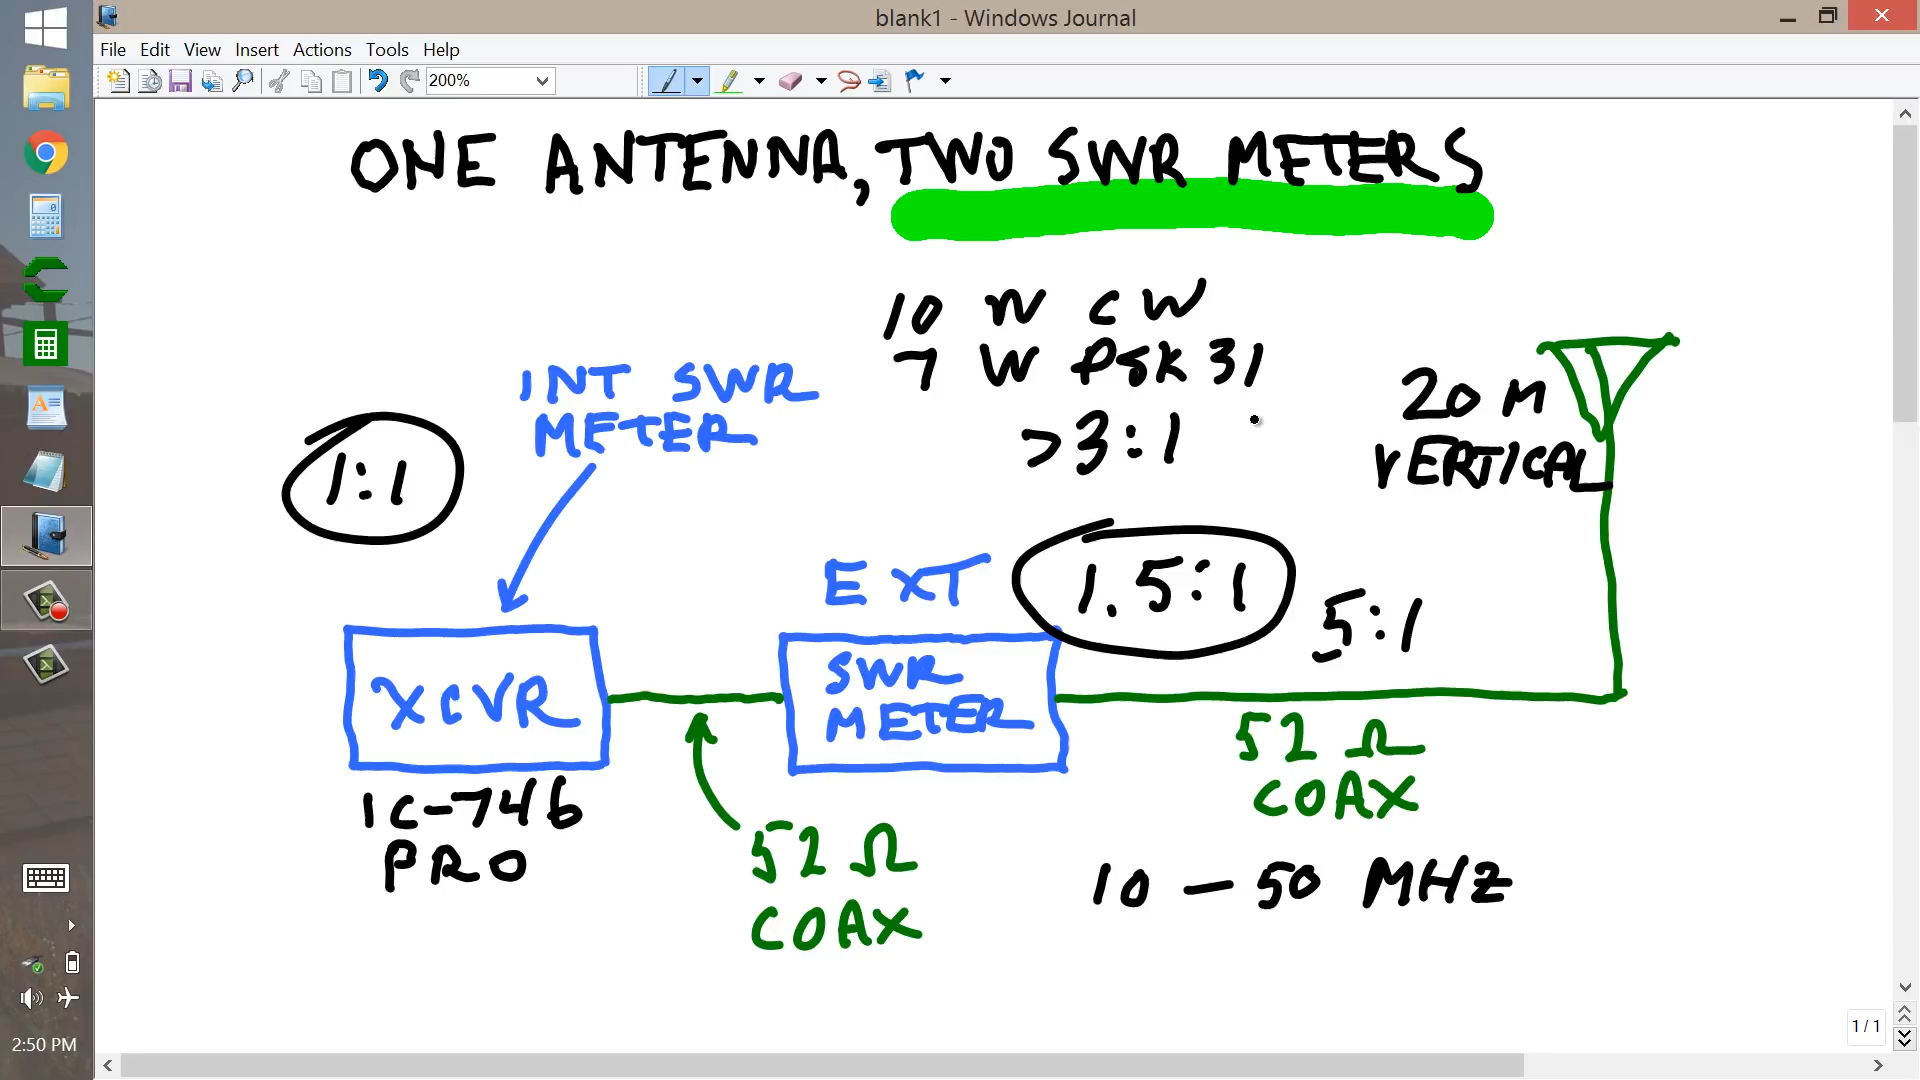 blank1 - Windows Journal
File Edit View Insert Actions Tools Help
200%
ONE ANTENNA, TWO SWR METERS
10 W CW
7 W PSK 31
>3:1
INT SWR
METER
1:1
20 M
VERTICAL
EXT
1.5:1
5:1
XCVR
SWR
METER
IC-746
PRO
52 Ω
COAX
52 Ω
COAX
10 – 50 MHZ
1 / 1
2:50 PM